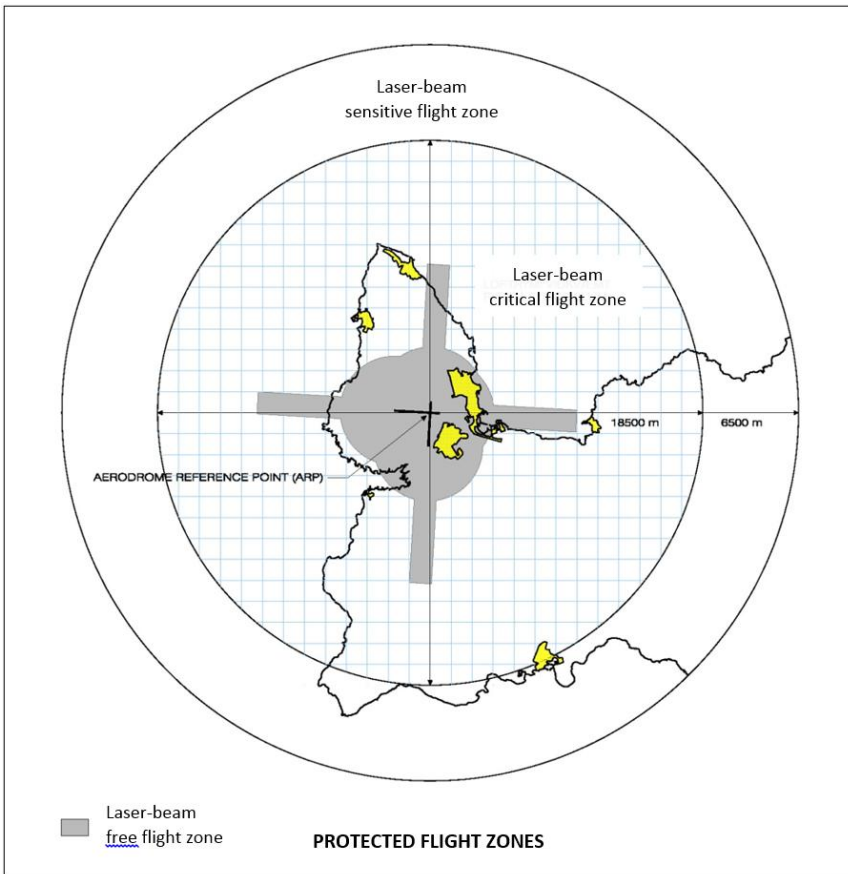 Laser-beam
sensitive flight zone
Laser-beam
critical flight zone
18500 m
6500 m
AERODROME REFERENCE POINT (ARP)
Laser-beam
free flight zone
PROTECTED FLIGHT ZONES